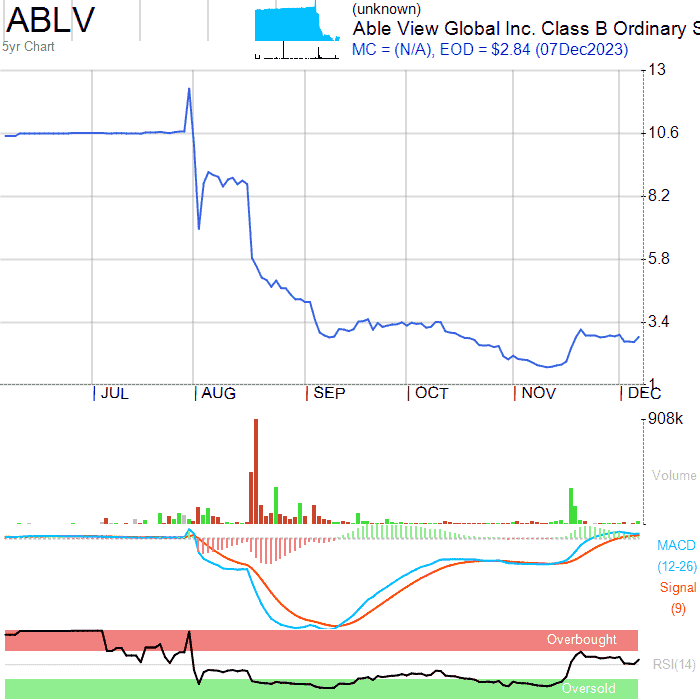 ABLV
5yr Chart
(unknown)
Able View Global Inc. Class B Ordinary S
MC = (N/A), EOD = $2.84 (07Dec2023)
13
10.6
8.2
5.8
3.4
1
JUL AUG SEP OCT NOV DEC
908k
Volume
MACD
(12-26)
Signal
(9)
Overbought
RSI(14)
Oversold